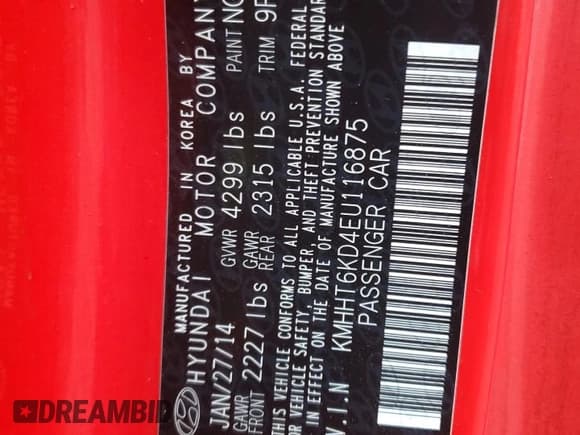 MANUFACTURED IN KOREA BY
HYUNDAI MOTOR COMPANY
JAN/27/14 GVWR 4299 lbs PAINT
GAWR FRONT 2227 lbs GAWR REAR 2315 lbs TRIM
THIS VEHICLE CONFORMS TO ALL APPLICABLE U.S.A. FEDERAL
VEHICLE SAFETY, BUMPER, AND THEFT PREVENTION STANDAR
IN EFFECT ON THE DATE OF MANUFACTURE SHOWN ABOVE
V.I.N KMHHT6KD4EU116875
PASSENGER CAR
DREAMBID